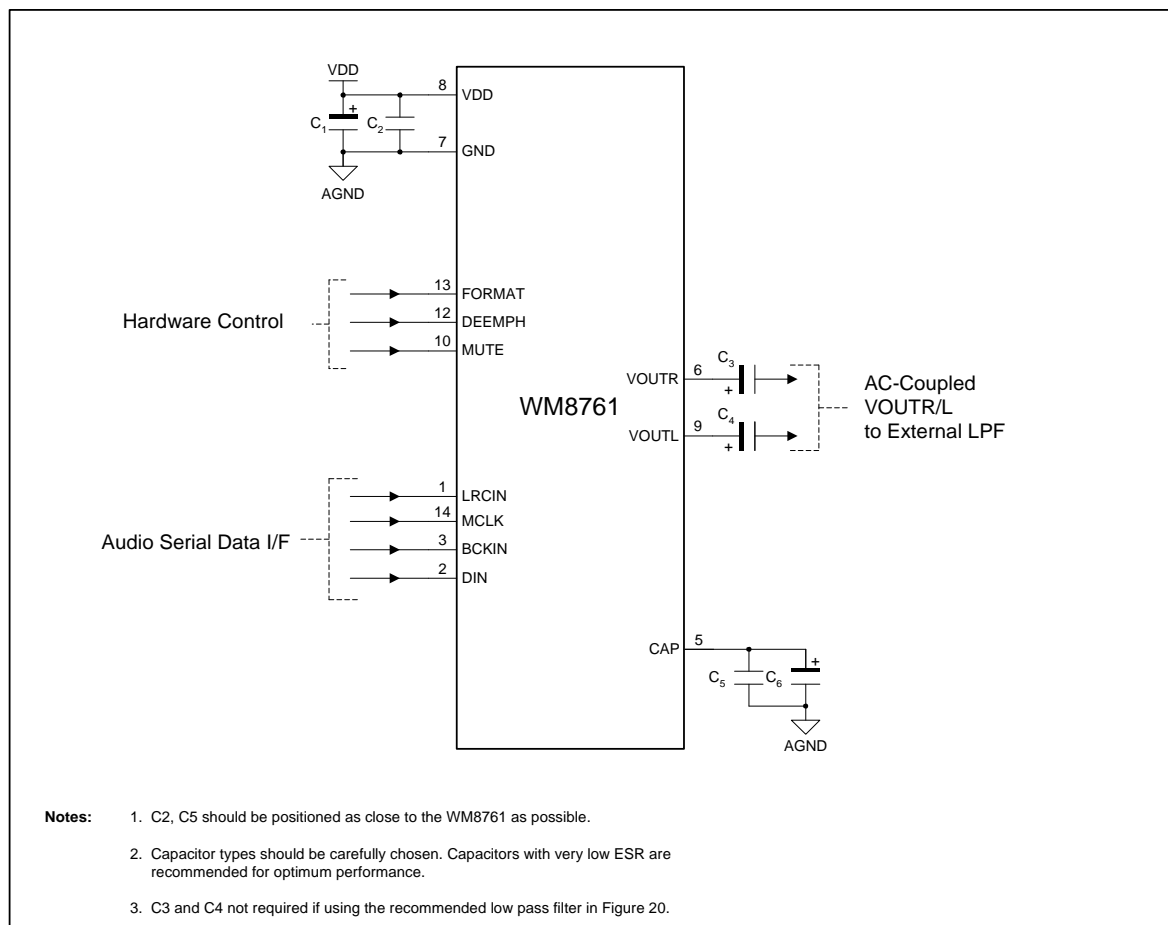 VDD
8 VDD
+
C1 C2
7 GND
AGND
13 FORMAT
Hardware Control
12 DEEMPH
10 MUTE
WM8761
VOUTR 6
C3
+
VOUTL 9
C4
+
AC-Coupled
VOUTR/L
to External LPF
1 LRCIN
14 MCLK
Audio Serial Data I/F
3 BCKIN
2 DIN
CAP 5
+
C5 C6
AGND
Notes: 1. C2, C5 should be positioned as close to the WM8761 as possible.
2. Capacitor types should be carefully chosen. Capacitors with very low ESR are
recommended for optimum performance.
3. C3 and C4 not required if using the recommended low pass filter in Figure 20.